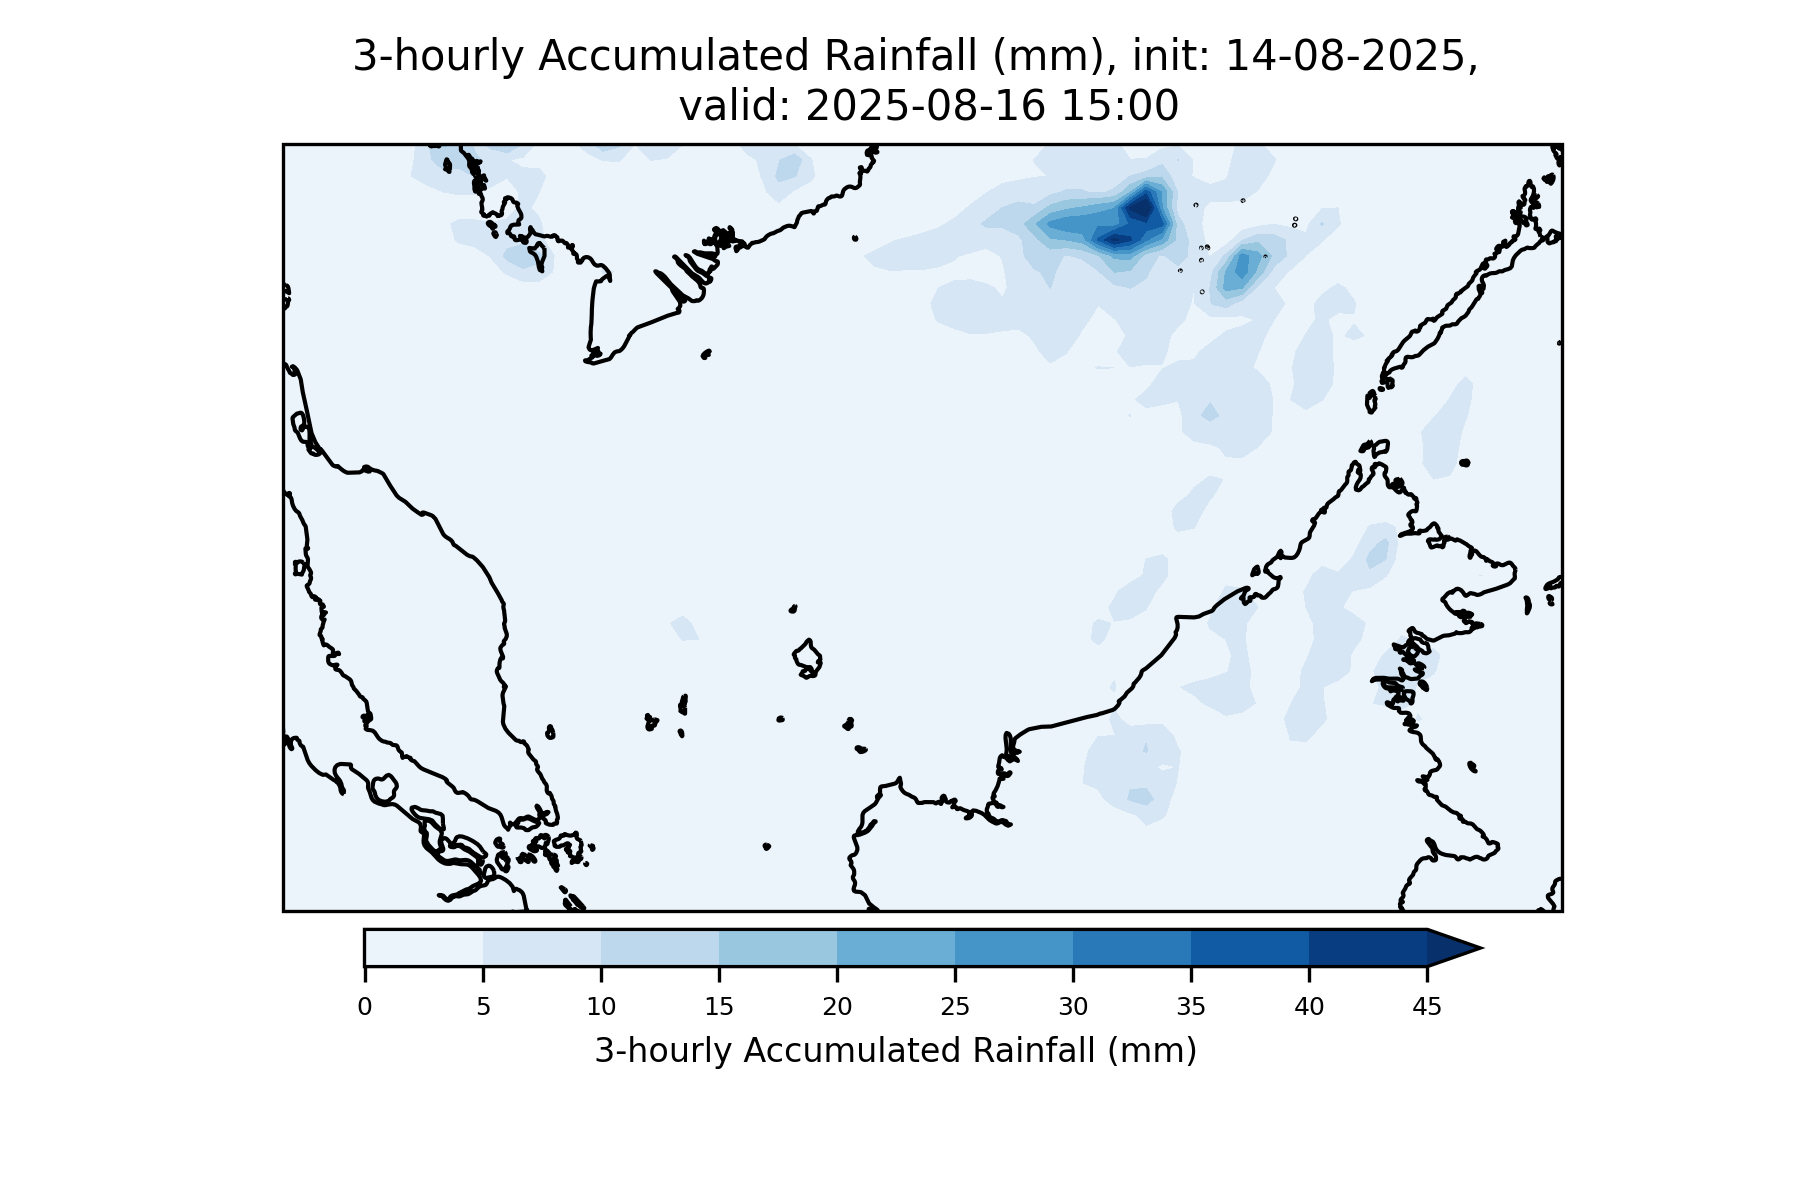 3-hourly Accumulated Rainfall (mm), init: 14-08-2025,
valid: 2025-08-16 15:00
0 5 10 15 20 25 30 35 40 45
3-hourly Accumulated Rainfall (mm)